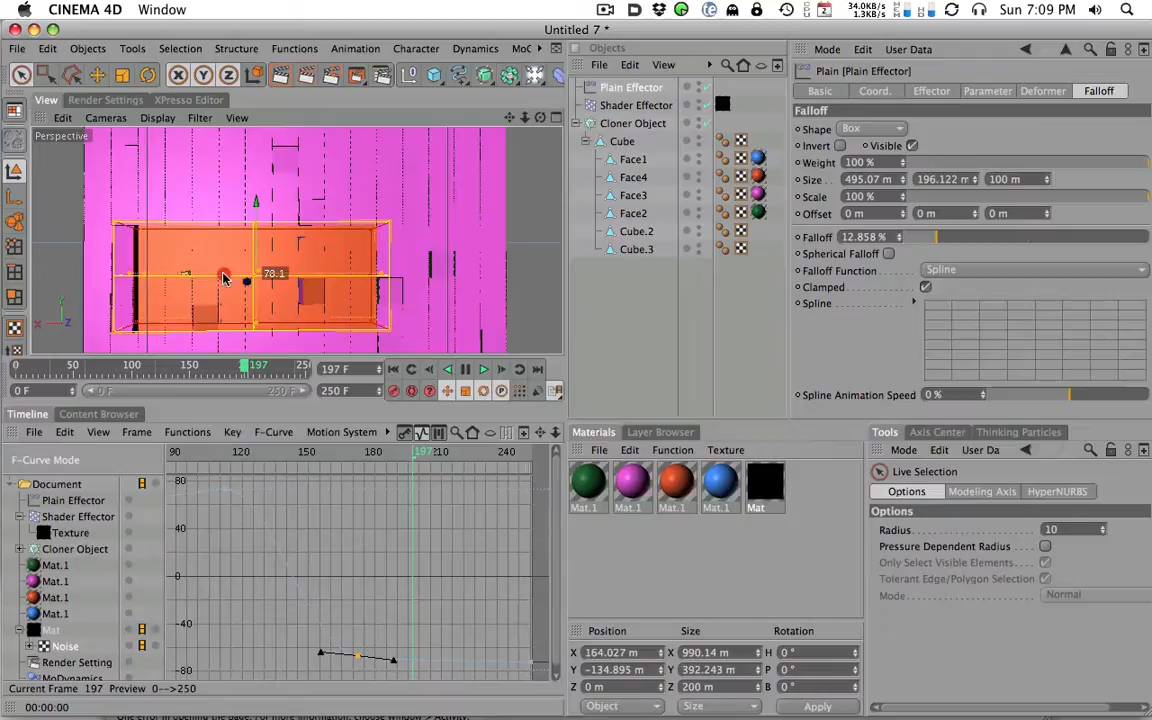 CINEMA 4D Window 34.0KB/s 1.3KB/s Sun 7:09 PM
Untitled 7 *
File Edit Objects Tools Selection Structure Functions Animation Character Dynamics MoC
X Y Z
View Render Settings XPresso Editor
Edit Cameras Display Filter View
Perspective
78.1
0 50 100 150 197 25
197 F
0 F 0 F 250 F 250 F
Timeline Content Browser
File Edit View Frame Functions Key F-Curve Motion System
F-Curve Mode
90 120 150 180 197 210 240
80
40
0
-40
-80
Document
Plain Effector
Shader Effector
Texture
Cloner Object
Mat.1
Mat.1
Mat.1
Mat.1
Mat
Noise
Render Setting
MoDynamics
Current Frame 197 Preview 0-->250
00:00:00
Objects
File Edit View
Plain Effector
Shader Effector
Cloner Object
Cube
Face1
Face4
Face3
Face2
Cube.2
Cube.3
Mode Edit User Data
Plain [Plain Effector]
Basic Coord. Effector Parameter Deformer Falloff
Falloff
Shape Box
Invert Visible
Weight 100 %
Size . . 495.07 m 196.122 m 100 m
Scale 100 %
Offset 0 m 0 m 0 m
Falloff 12.858 %
Spherical Falloff
Falloff Function Spline
Clamped
Spline
Spline Animation Speed 0 %
Materials Layer Browser
File Edit Function Texture
Mat.1 Mat.1 Mat.1 Mat.1 Mat
Position Size Rotation
X 164.027 m X 990.14 m H 0 °
Y -134.895 m Y 392.243 m P 0 °
Z 0 m Z 200 m B 0 °
Object Size Apply
Tools Axis Center Thinking Particles
Mode Edit User Da
Live Selection
Options Modeling Axis HyperNURBS
Options
Radius 10
Pressure Dependent Radius
Only Select Visible Elements
Tolerant Edge/Polygon Selection
Mode Normal